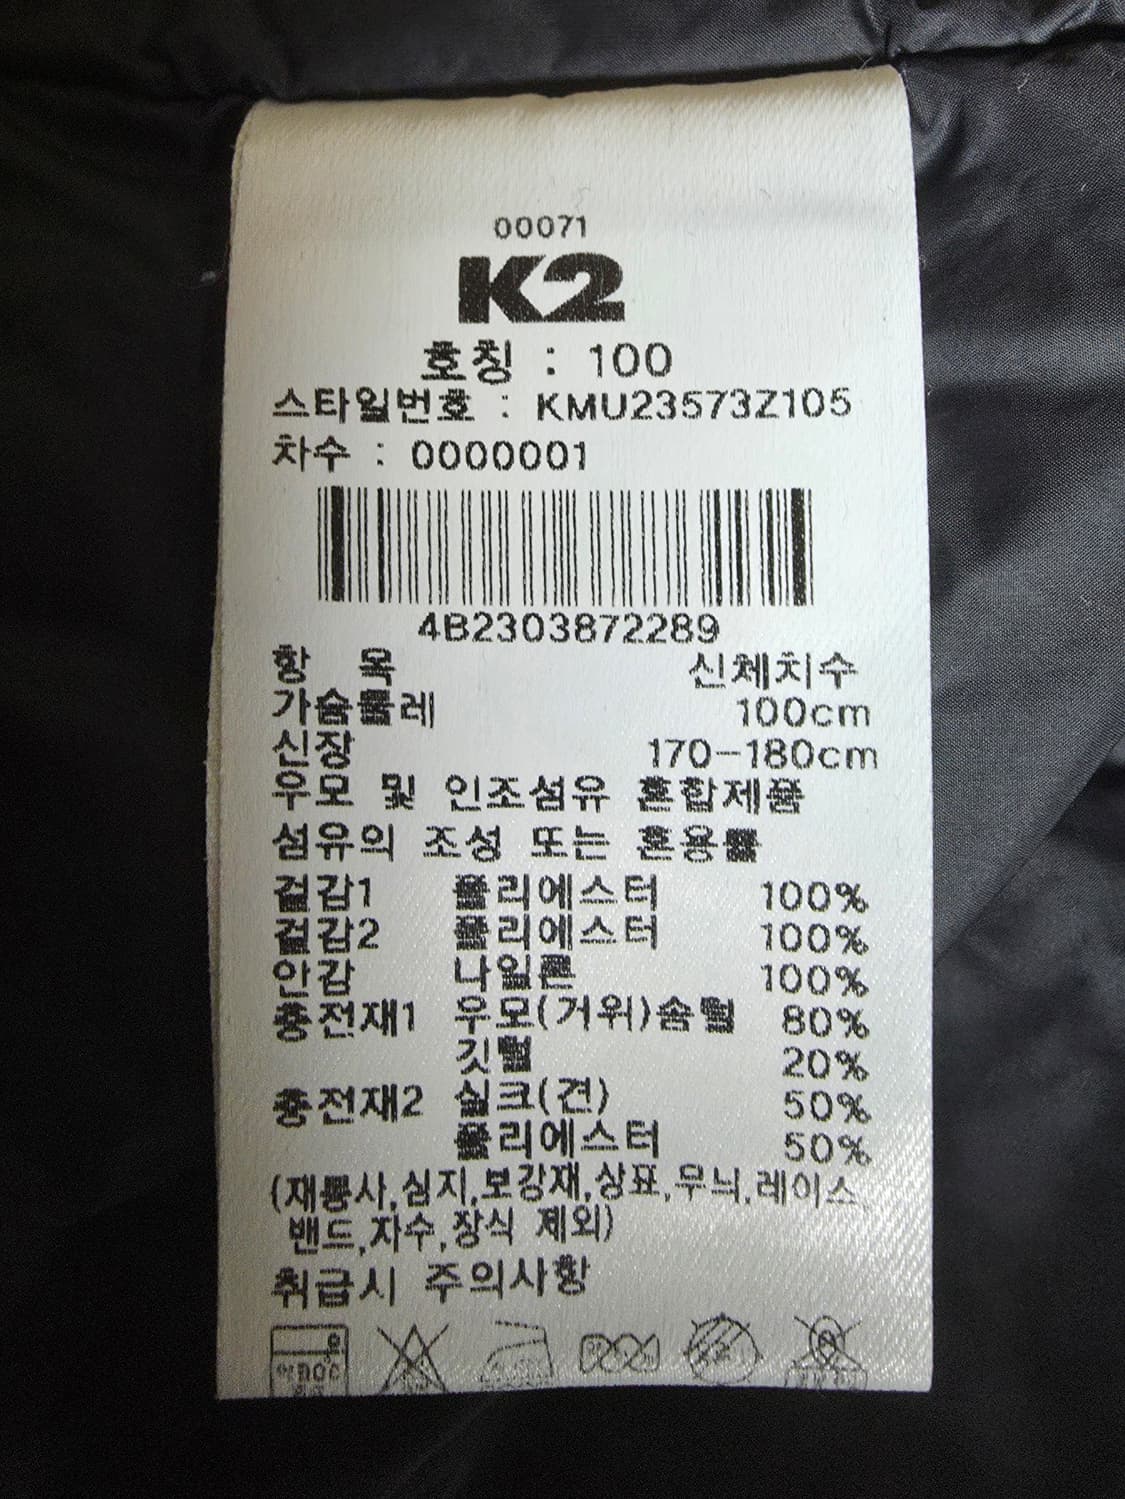 00071
K2
호칭 : 100
스타일번호 : KMU23573Z105
차수 : 0000001
4B2303872289
항 목 신체치수
가슴둘레 100cm
신장 170-180cm
우모 및 인조섬유 혼합제품
섬유의 조성 또는 혼용률
겉감1 폴리에스터 100%
겉감2 폴리에스터 100%
안감 나일론 100%
충전재1 우모(거위)솜털 80%
깃털 20%
충전재2 실크(견) 50%
폴리에스터 50%
(재봉사,심지,보강재,상표,무늬,레이스
밴드,자수,장식 제외)
취급시 주의사항